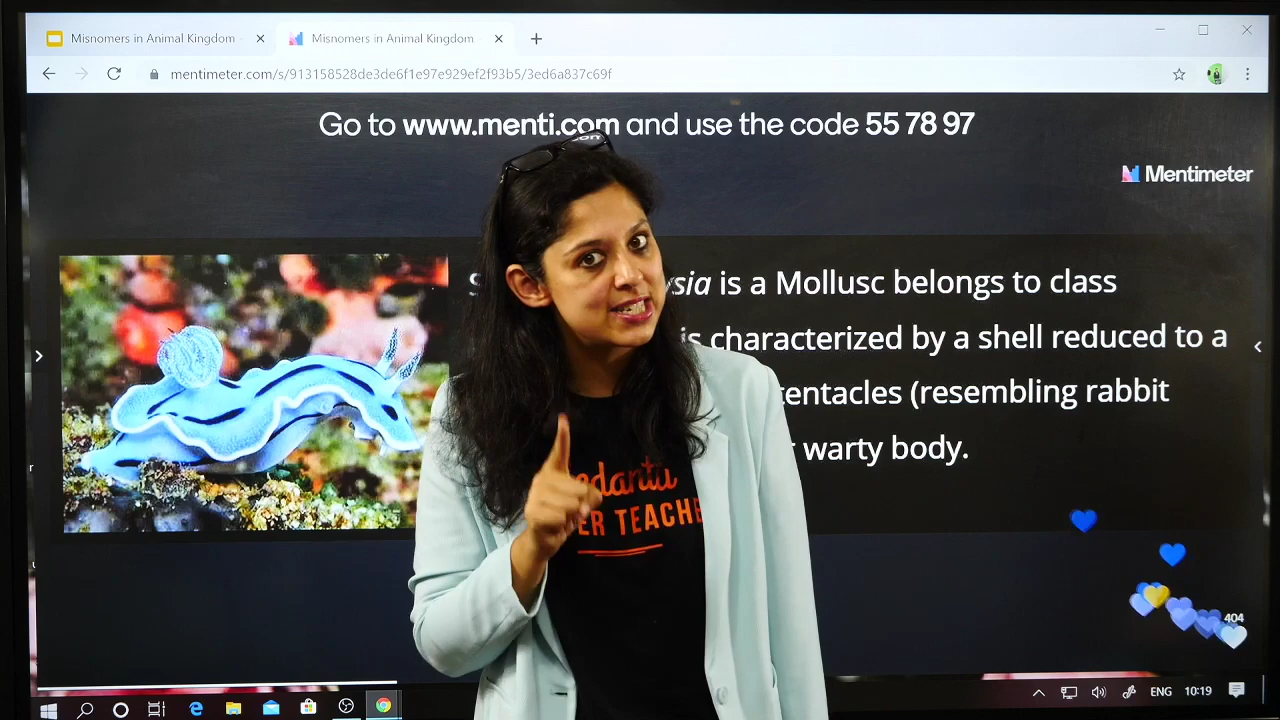 Misnomers in Animal Kingdom -
Misnomers in Animal Kingdom
mentimeter.com/s/913158528de3de6f1e97e929ef2f93b5/3ed6a837c69f
Go to www.menti.com and use the code 55 78 97
Mentimeter
is a Mollusc belongs to class
is characterized by a shell reduced to a
tentacles (resembling rabbit
warty body.
TEACHE
404
ENG 10:19